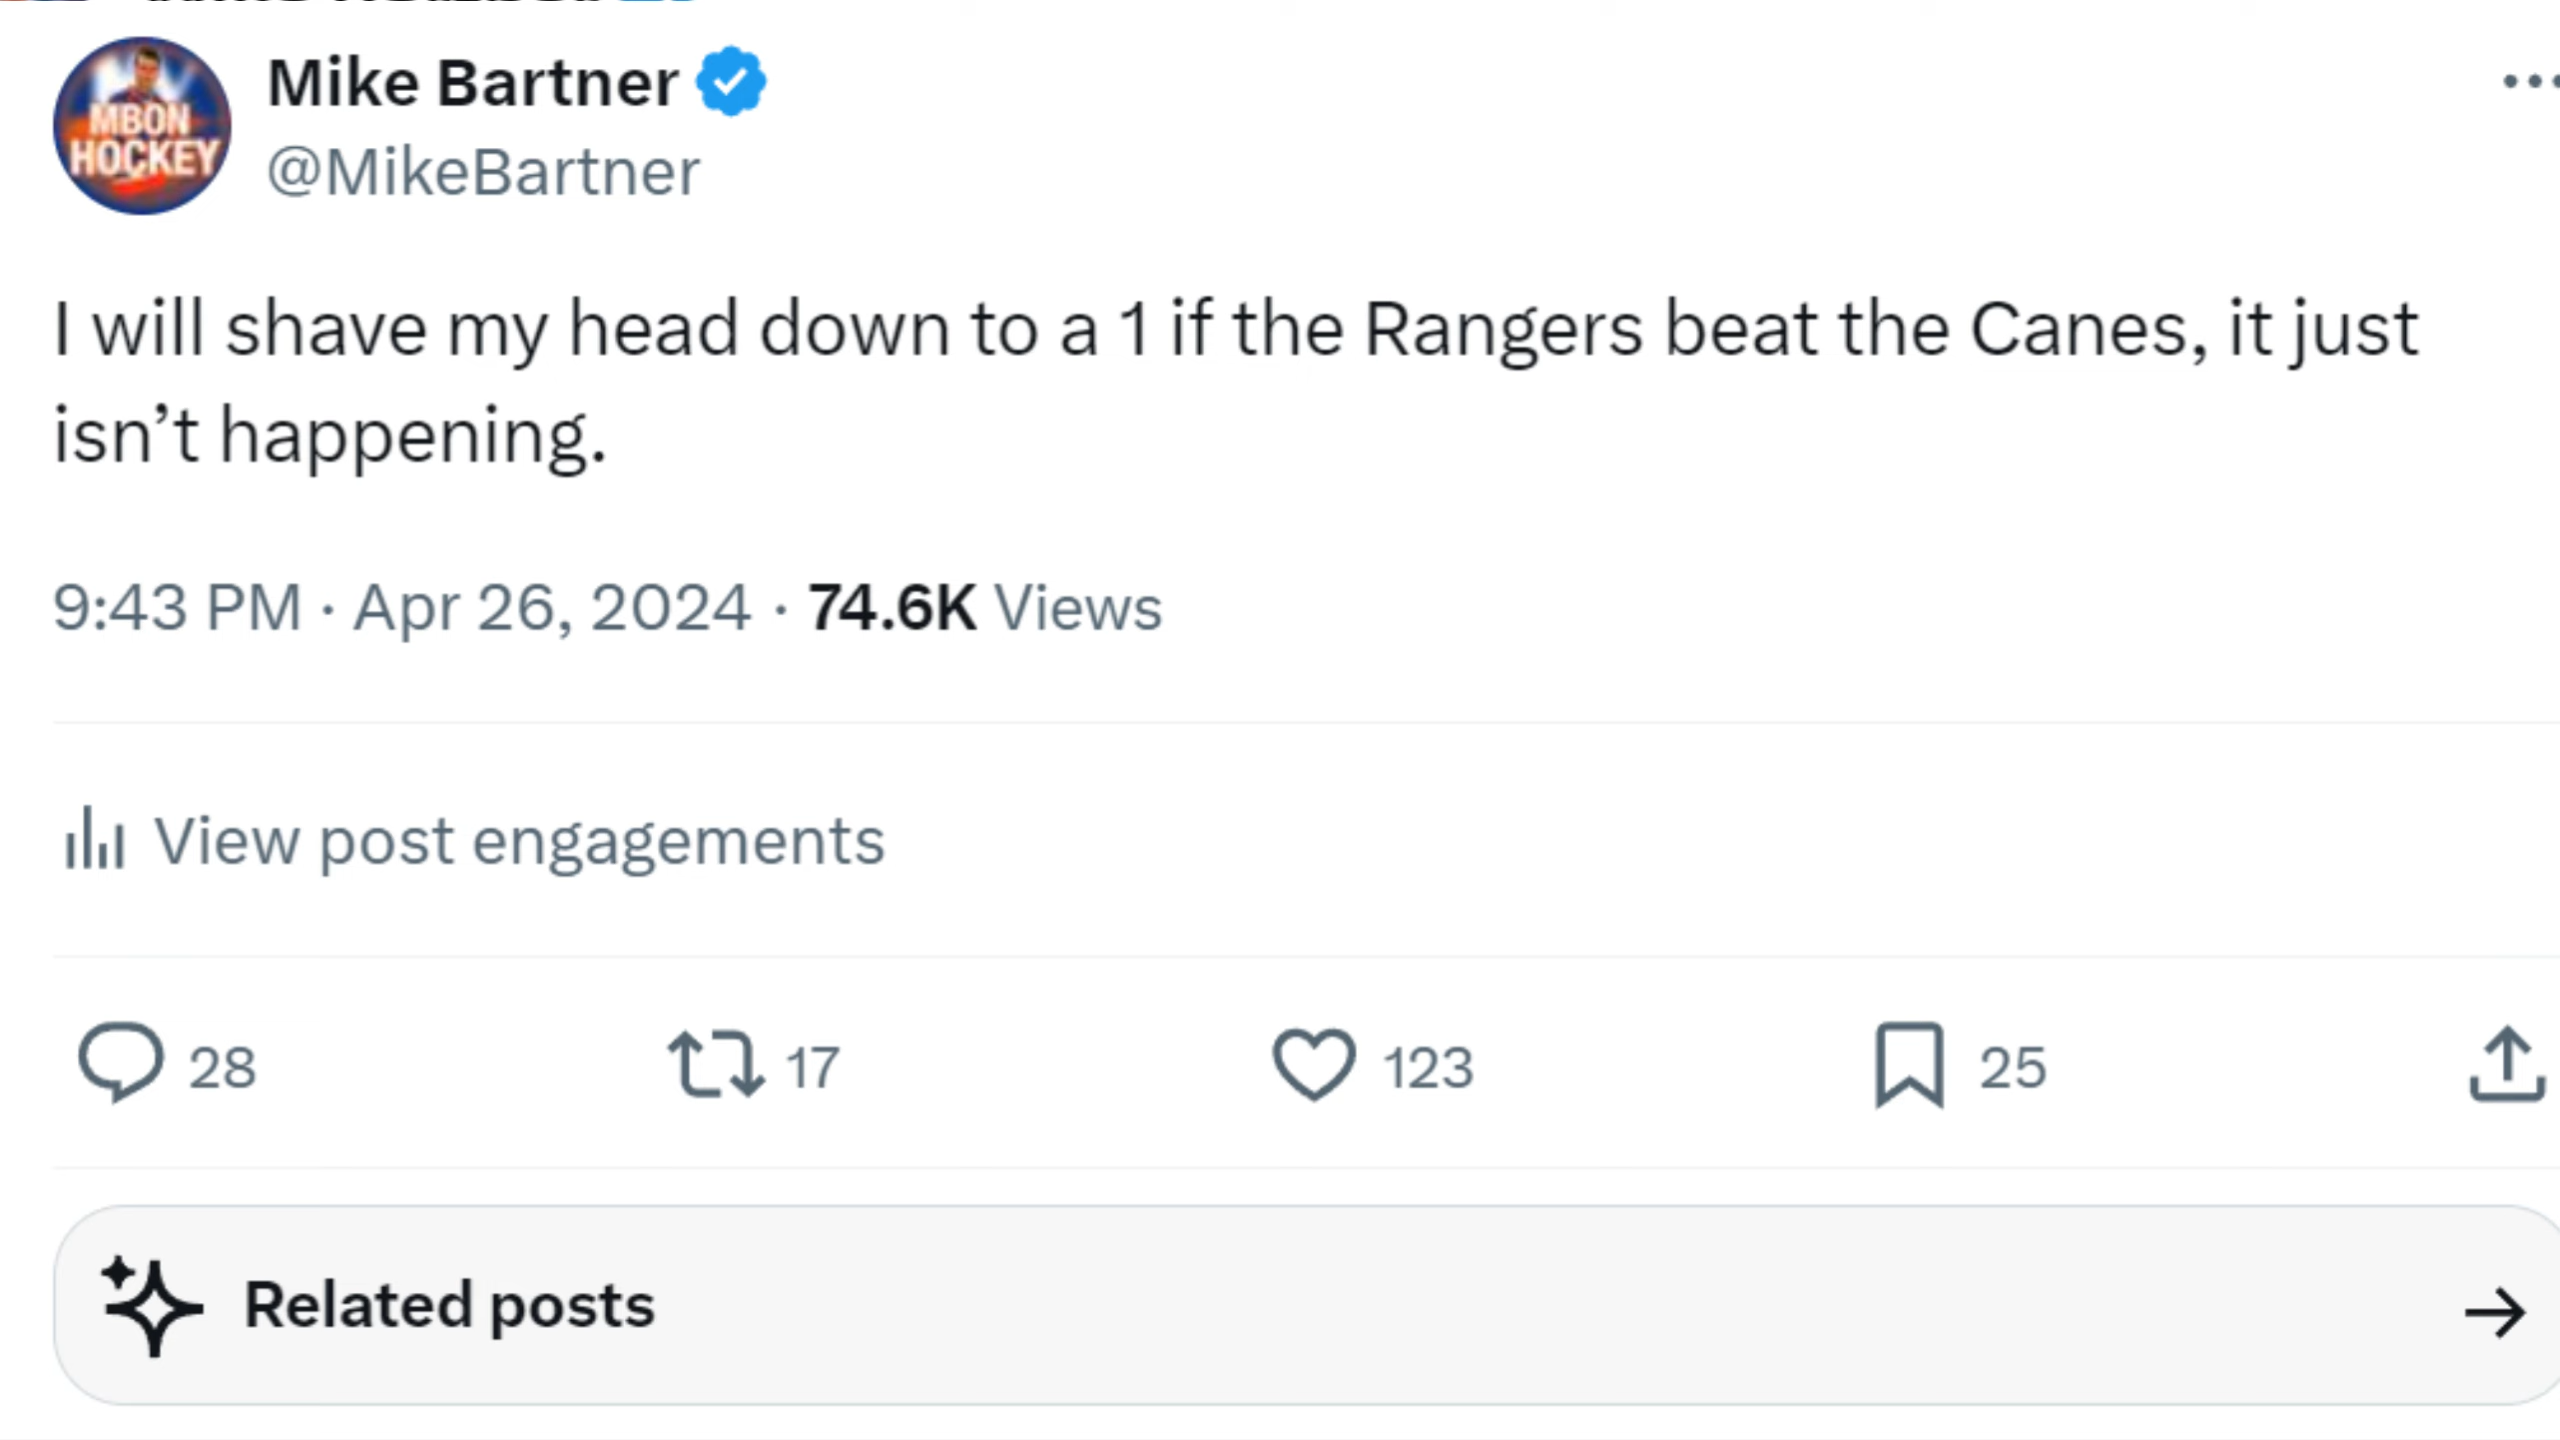 Mike Bartner
@MikeBartner
MBON
HOCKEY
I will shave my head down to a 1 if the Rangers beat the Canes, it just
isn’t happening.
9:43 PM · Apr 26, 2024 · 74.6K Views
View post engagements
28 17 123 25
Related posts